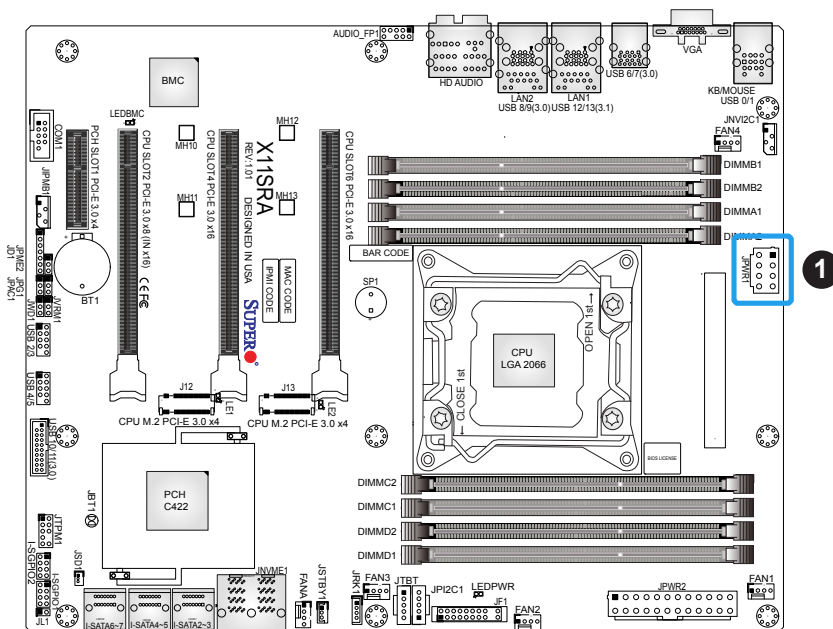 AUDIO_FP1
HD AUDIO
LAN2
USB 8/9(3.0)
LAN1
USB 12/13(3.1)
USB 6/7(3.0)
VGA
KB/MOUSE
USB 0/1
BMC
LEDBMC
COM1
PCH SLOT1 PCI-E 3.0 x4
CPU SLOT2 PCI-E 3.0 x8 (IN x16)
MH10
MH11
CPU SLOT4 PCI-E 3.0 x16
X11SRA
REV:1.01
DESIGNED IN USA
MH12
MH13
CPU SLOT6 PCI-E 3.0 x16
JNVI2C1
FAN4
DIMMB1
DIMMB2
DIMMA1
DIMMA2
JPWR1
1
JIPMB1
JPME2
JD1
JPG1
JPAC1
JWD1
JVRM1
BT1
USB 2/3
USB 4/5
USB 10/11(3.0)
CE FC
IPMI CODE
MAC CODE
SUPER
BAR CODE
SP1
CPU
LGA 2066
OPEN 1st
CLOSE 1st
J12
LE1
CPU M.2 PCI-E 3.0 x4
J13
LE2
CPU M.2 PCI-E 3.0 x4
BIOS LICENSE
DIMMC2
DIMMC1
DIMMD2
DIMMD1
PCH
C422
JBT1
JTPM1
I-SGPIO2
I-SGPIO1
JL1
JSD1
I-SATA6~7
I-SATA4~5
I-SATA2~3
JNVME1
FANA
JSTBY1
JRK1
FAN3
JTBT
JPI2C1
LEDPWR
JF1
FAN2
JPWR2
FAN1